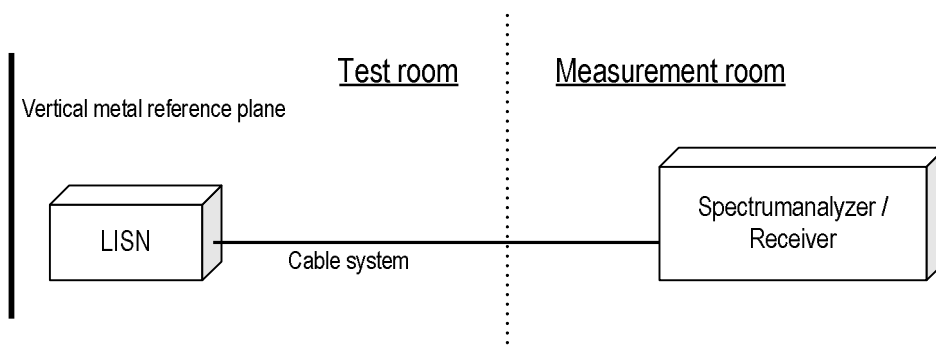 Test room
Measurement room
Vertical metal reference plane
LISN
Cable system
Spectrumanalyzer /
Receiver